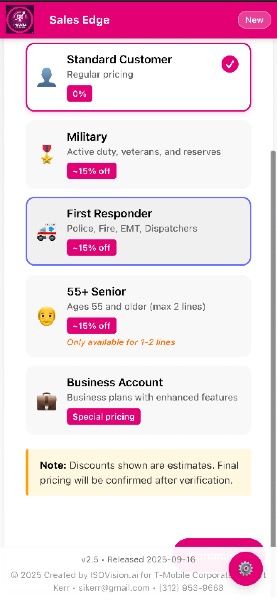 Sales Edge
New
Standard Customer
Regular pricing
0%
Military
Active duty, veterans, and reserves
~15% off
First Responder
Police, Fire, EMT, Dispatchers
~15% off
55+ Senior
Ages 55 and older (max 2 lines)
~15% off
Only available for 1-2 lines
Business Account
Business plans with enhanced features
Special pricing
Note: Discounts shown are estimates. Final
pricing will be confirmed after verification.
v2.5 • Released 2025-09-16
© 2025 Created by ISOVision.ai for T-Mobile Corporate
Kerr • sikerr@gmail.com • (312) 953-9668